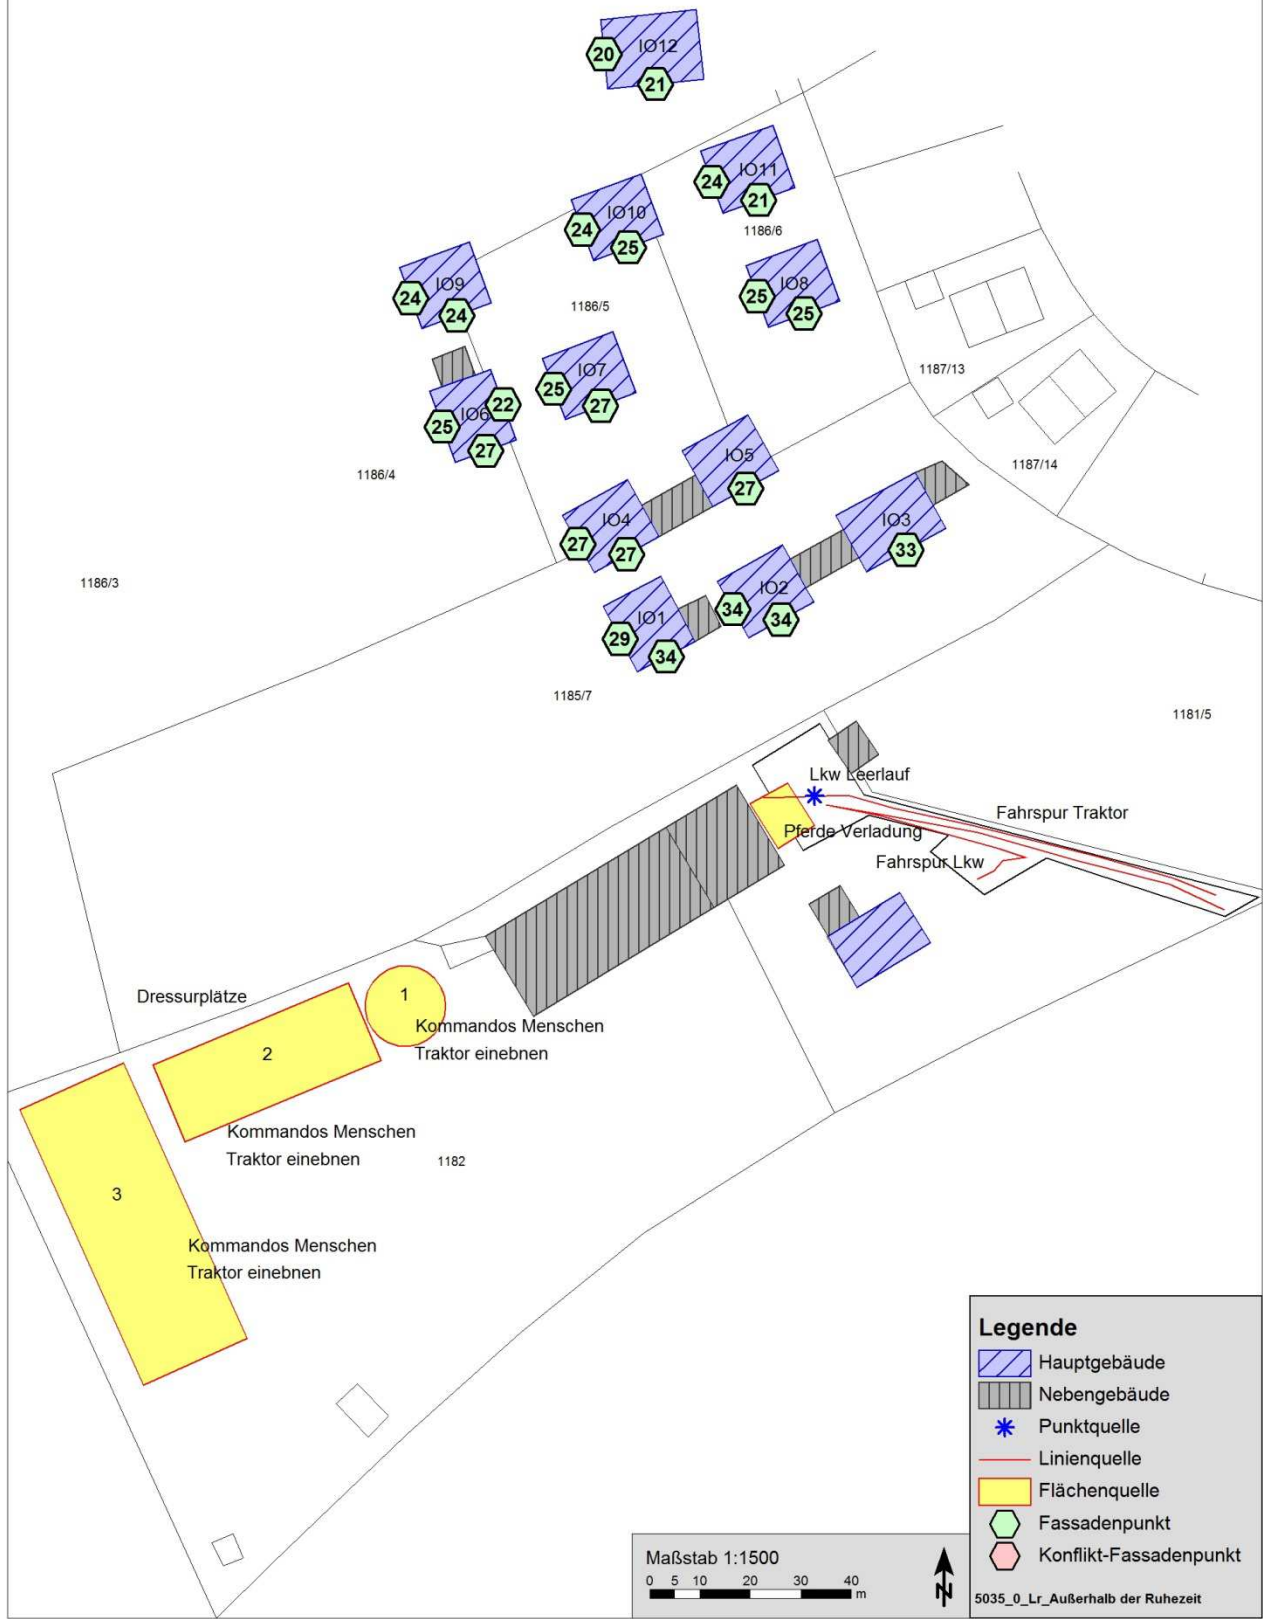 IO12
20
21
IO11
24
21
IO10
24
25
1186/6
IO9
24
24
IO8
25
25
1186/5
IO7
25
27
1187/13
IO6
22
25
27
IO5
27
1187/14
1186/4
IO4
27
27
IO3
33
1186/3
IO2
34
34
IO1
29
34
1185/7
1181/5
Lkw Leerlauf
Fahrspur Traktor
Pferde Verladung
Fahrspur Lkw
Dressurplätze
1
Kommandos Menschen
Traktor einebnen
2
Kommandos Menschen
Traktor einebnen
1182
3
Kommandos Menschen
Traktor einebnen
Legende
Hauptgebäude
Nebengebäude
Punktquelle
Linienquelle
Flächenquelle
Fassadenpunkt
Konflikt-Fassadenpunkt
5035_0_Lr_Außerhalb der Ruhezeit
Maßstab 1:1500
0 5 10 20 30 40
m
N